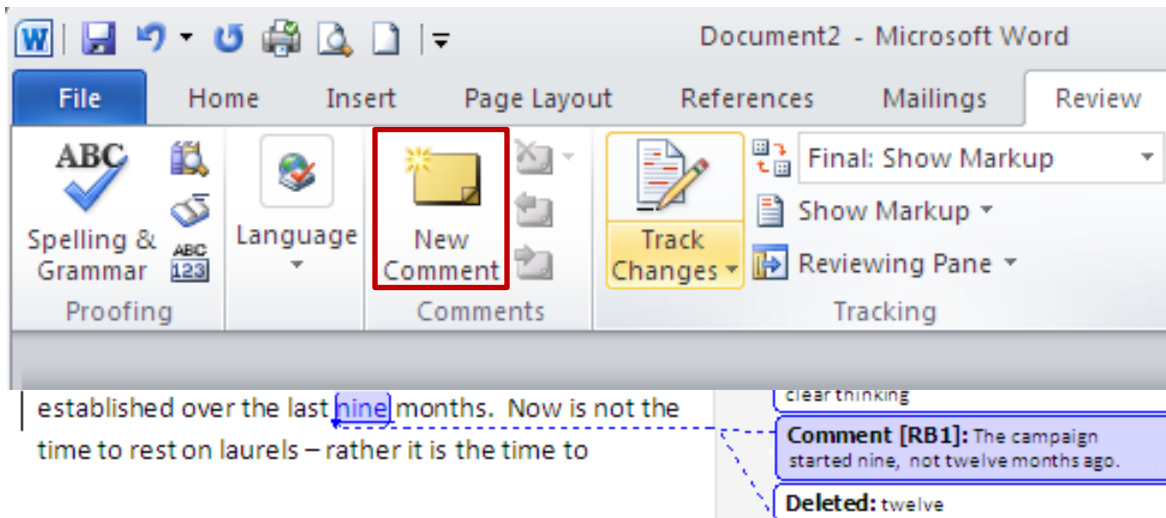 W
Document2 - Microsoft Word
File Home Insert Page Layout References Mailings Review
ABC
Spelling &
Grammar
ABC
123
Language
New
Comment
Track
Changes
Final: Show Markup
Show Markup
Reviewing Pane
Proofing Comments Tracking
established over the last nine months. Now is not the
time to rest on laurels – rather it is the time to
clear thinking
Comment [RB1]: The campaign
started nine, not twelve months ago.
Deleted: twelve